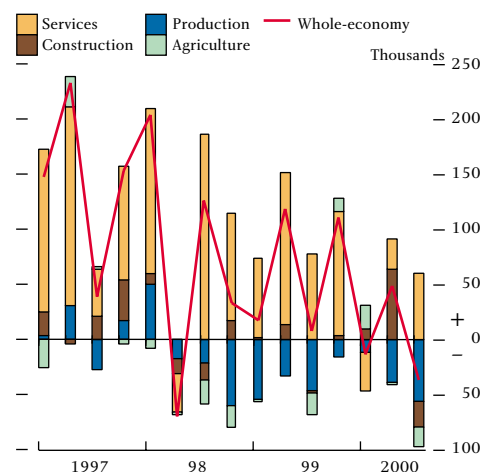 Services Production Whole-economy
Construction Agriculture
Thousands
250
200
150
100
50
+
0
–
50
100
1997 98 99 2000